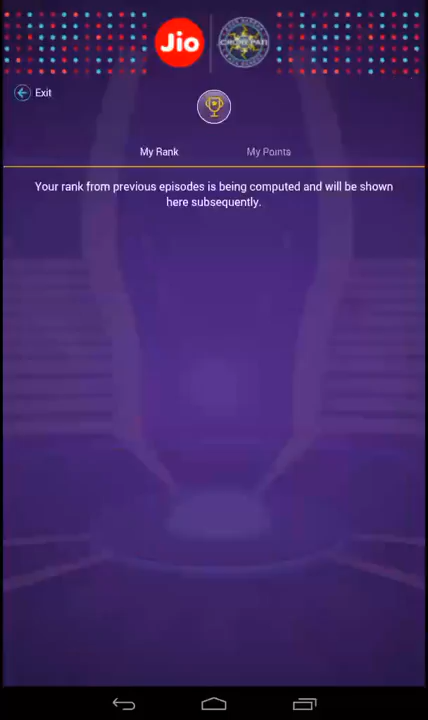 Jio
CROREPATI
Exit
My Rank
My Points
Your rank from previous episodes is being computed and will be shown
here subsequently.